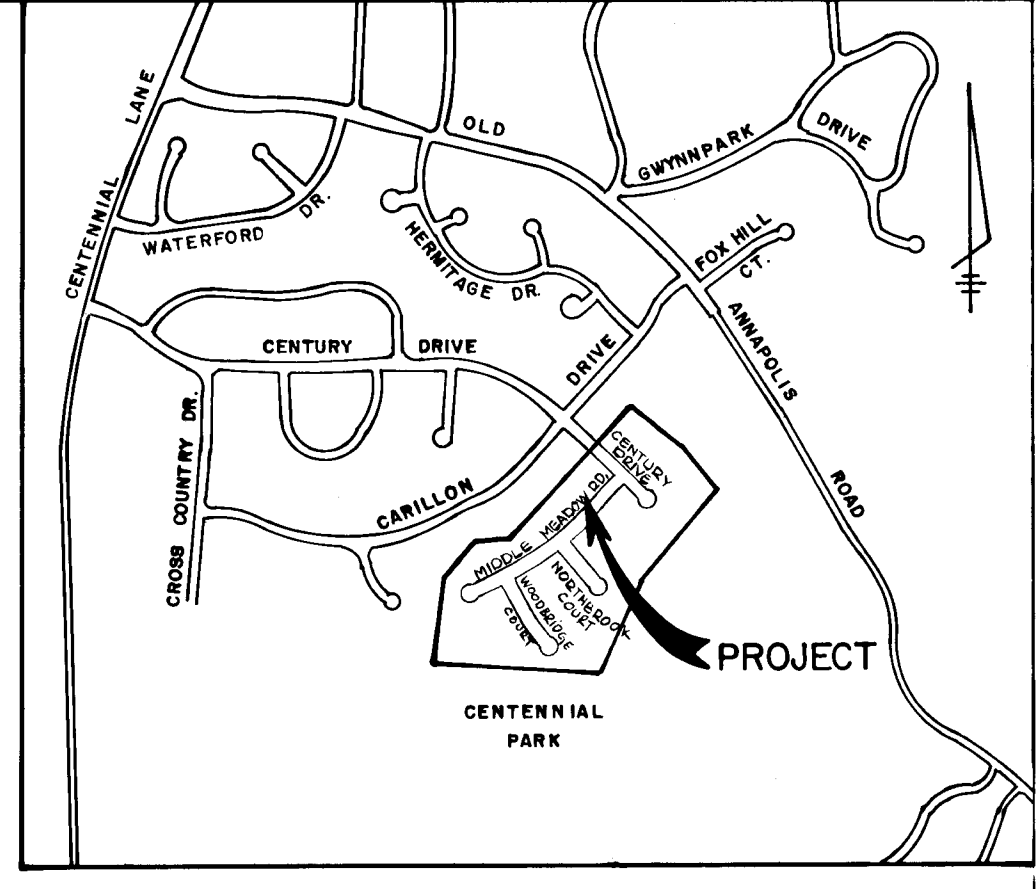 CENTENNIAL LANE
OLD
ANNAPOLIS
ROAD
GWYNNPARK
DRIVE
WATERFORD
DR.
HERMITAGE DR.
FOX HILL
CT.
CENTURY DRIVE
DRIVE
CROSS COUNTRY DR.
CARILLON
CENTURY
DRIVE
MIDDLE MEADOW RD.
NORTHBROOK
COURT
WOODBRIDGE
COURT
PROJECT
CENTENNIAL
PARK